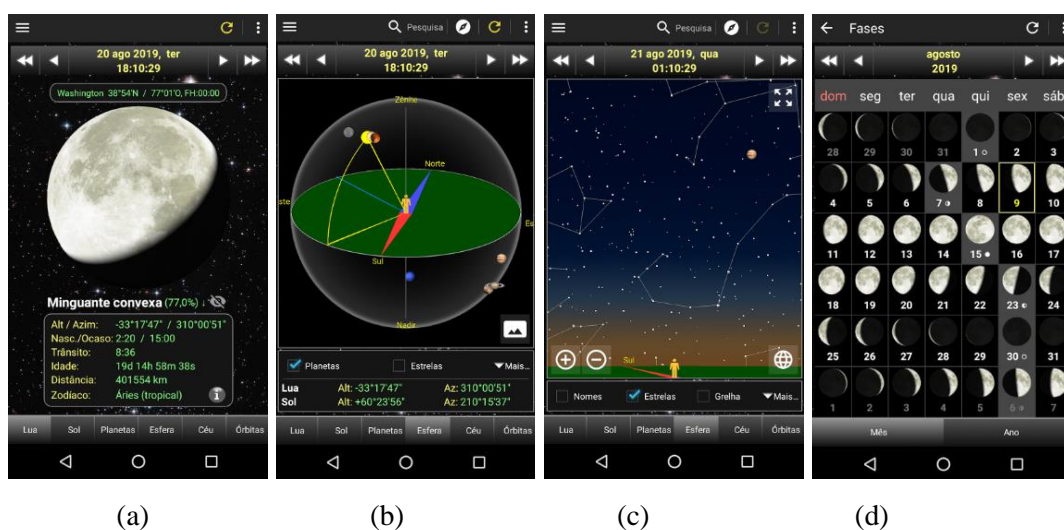 20 ago 2019, ter
18:10:29
Washington 38°54'N / 77°01'O, FH:00:00
Minguante convexa (77,0%) ↓
Alt / Azim: -33°17'47" / 310°00'51"
Nasc./Ocaso: 2:20 / 15:00
Trânsito: 8:36
Idade: 19d 14h 58m 38s
Distância: 401554 km
Zodíaco: Áries (tropical)
Lua Sol Planetas Esfera Céu Órbitas
(a)
Pesquisa
20 ago 2019, ter
18:10:29
Zênite
Norte
ste
Es
Sul
Nadir
Planetas Estrelas Mais...
Lua Alt: -33°17'47" Az: 310°00'51"
Sol Alt: +60°23'56" Az: 210°15'37"
Lua Sol Planetas Esfera Céu Órbitas
(b)
Pesquisa
21 ago 2019, qua
01:10:29
Sul
Nomes Estrelas Grelha Mais...
Lua Sol Planetas Esfera Céu Órbitas
(c)
Fases
agosto
2019
dom seg ter qua qui sex sáb
28 29 30 31 1 2 3
4 5 6 7 8 9 10
11 12 13 14 15 16 17
18 19 20 21 22 23 24
25 26 27 28 29 30 31
1 2 3 4 5 6 7
Mês Ano
(d)